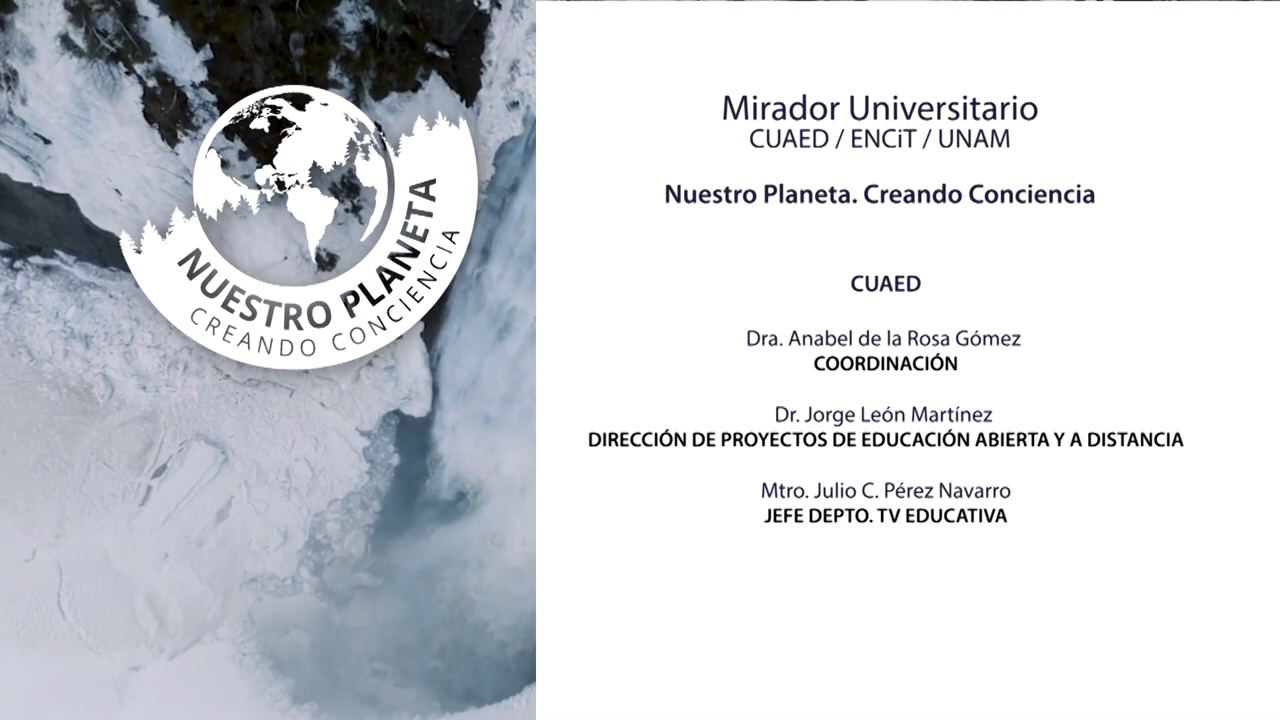 NUESTRO PLANETA
CREANDO CONCIENCIA
Mirador Universitario
CUAED / ENCiT / UNAM
Nuestro Planeta. Creando Conciencia
CUAED
Dra. Anabel de la Rosa Gómez
COORDINACIÓN
Dr. Jorge León Martínez
DIRECCIÓN DE PROYECTOS DE EDUCACIÓN ABIERTA Y A DISTANCIA
Mtro. Julio C. Pérez Navarro
JEFE DEPTO. TV EDUCATIVA